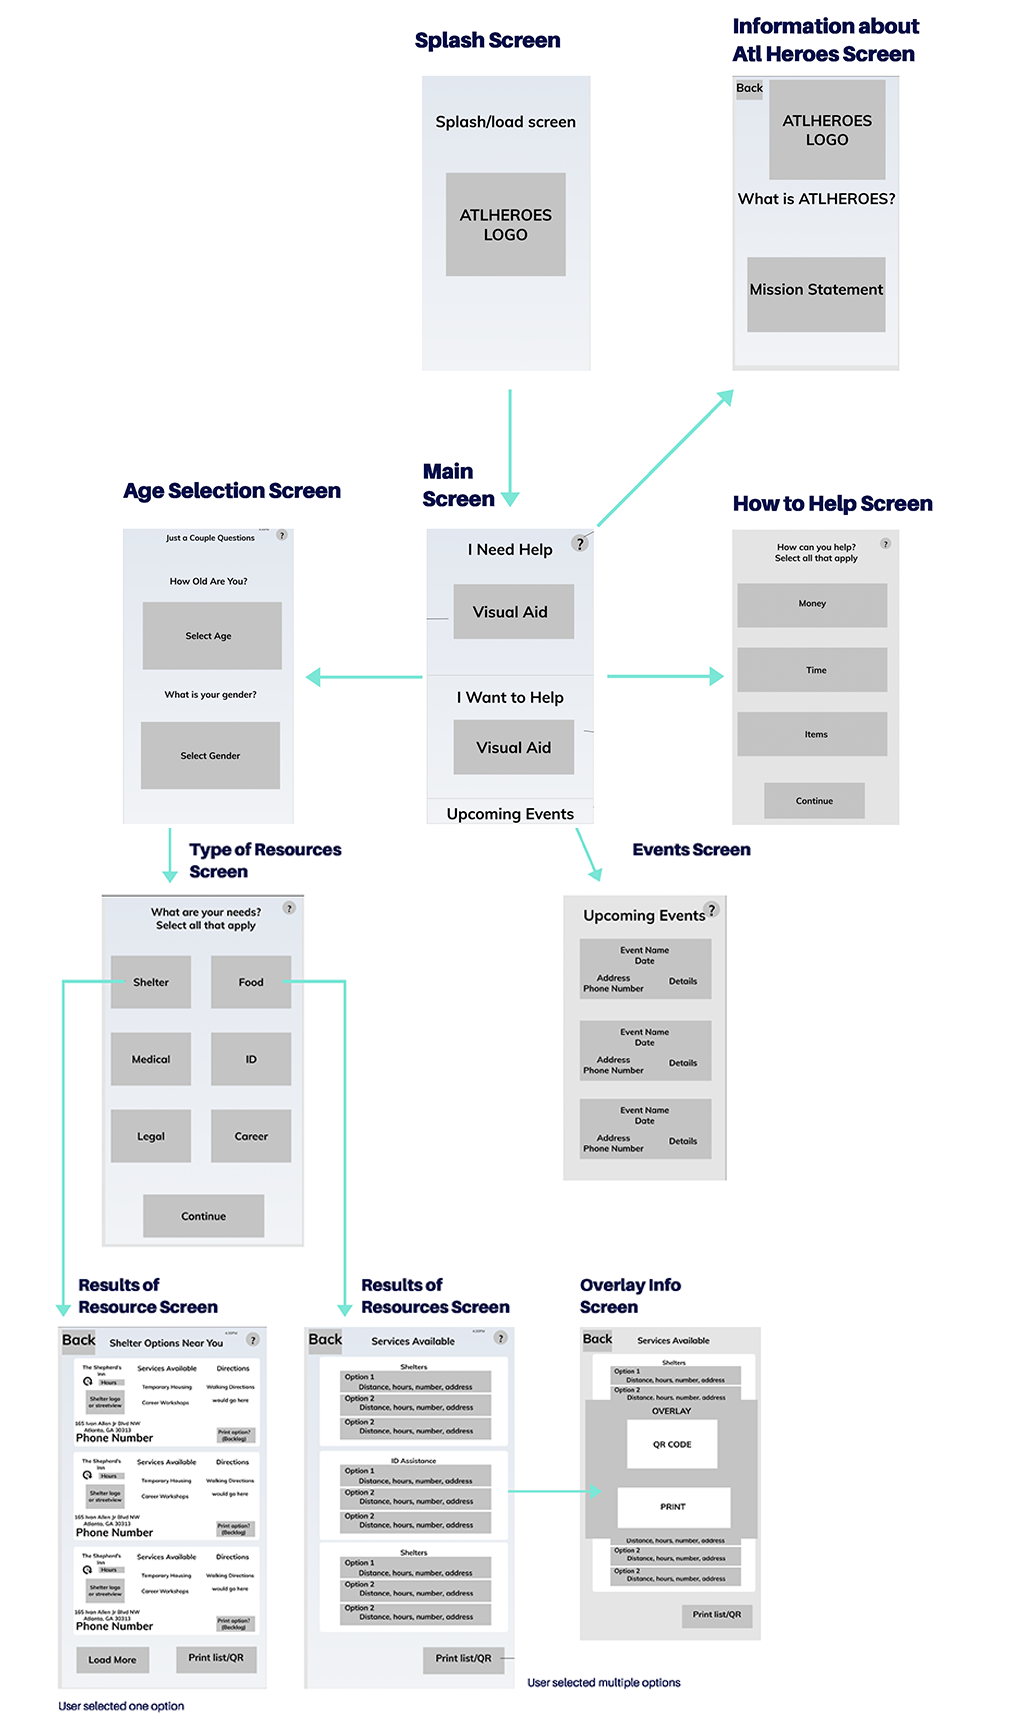 Splash Screen
Splash/load screen
ATLHEROES
LOGO
Information about
Atl Heroes Screen
Back
ATLHEROES
LOGO
What is ATLHEROES?
Mission Statement
Age Selection Screen
Just a Couple Questions
?
How Old Are You?
Select Age
What is your gender?
Select Gender
Main
Screen
I Need Help
?
Visual Aid
I Want to Help
Visual Aid
Upcoming Events
How to Help Screen
How can you help?
Select all that apply
?
Money
Time
Items
Continue
Type of Resources
Screen
What are your needs?
Select all that apply
?
Shelter
Food
Medical
ID
Legal
Career
Continue
Events Screen
Upcoming Events
?
Event Name
Date
Address
Phone Number
Details
Event Name
Date
Address
Phone Number
Details
Event Name
Date
Address
Phone Number
Details
Results of
Resource Screen
Back
Shelter Options Near You
4:30PM
?
The Shepherd's
Inn
Hours
Shelter logo
or streetview
Services Available
Temporary Housing
Career Workshops
Directions
Walking Directions
would go here
165 Ivan Allen Jr Blvd NW
Atlanta, GA 30313
Phone Number
Print option?
(Backlog)
The Shepherd's
Inn
Hours
Shelter logo
or streetview
Services Available
Temporary Housing
Career Workshops
Directions
Walking Directions
would go here
165 Ivan Allen Jr Blvd NW
Atlanta, GA 30313
Phone Number
Print option?
(Backlog)
The Shepherd's
Inn
Hours
Shelter logo
or streetview
Services Available
Temporary Housing
Career Workshops
Directions
Walking Directions
would go here
165 Ivan Allen Jr Blvd NW
Atlanta, GA 30313
Phone Number
Print option?
(Backlog)
Load More
Print list/QR
User selected one option
Results of
Resources Screen
Back
Services Available
4:30PM
?
Shelters
Option 1
Distance, hours, number, address
Option 2
Distance, hours, number, address
Option 2
Distance, hours, number, address
ID Assistance
Option 1
Distance, hours, number, address
Option 2
Distance, hours, number, address
Option 2
Distance, hours, number, address
Shelters
Option 1
Distance, hours, number, address
Option 2
Distance, hours, number, address
Option 2
Distance, hours, number, address
Print list/QR
User selected multiple options
Overlay Info
Screen
Back
Services Available
Shelters
Option 1
Distance, hours, number, address
Option 2
Distance, hours, number, address
OVERLAY
QR CODE
PRINT
Distance, hours, number, address
Option 2
Distance, hours, number, address
Option 2
Distance, hours, number, address
Print list/QR